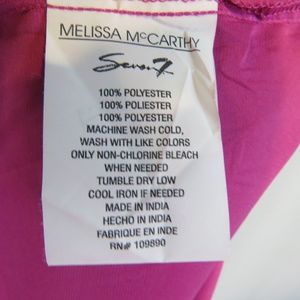 MELISSA McCARTHY
Seven7
100% POLYESTER
100% POLIESTER
100% POLYESTER
MACHINE WASH COLD,
WASH WITH LIKE COLORS
ONLY NON-CHLORINE BLEACH
WHEN NEEDED
TUMBLE DRY LOW
COOL IRON IF NEEDED
MADE IN INDIA
HECHO EN INDIA
FABRIQUE EN INDE
RN# 109890